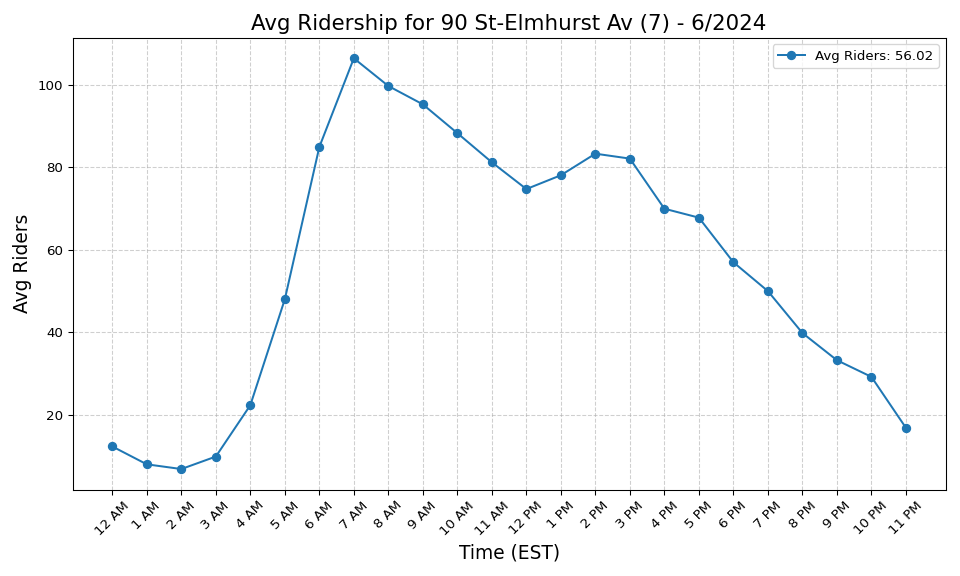 Avg Ridership for 90 St-Elmhurst Av (7) - 6/2024
Avg Riders: 56.02
Avg Riders
100
80
60
40
20
12 AM
1 AM
2 AM
3 AM
4 AM
5 AM
6 AM
7 AM
8 AM
9 AM
10 AM
11 AM
12 PM
1 PM
2 PM
3 PM
4 PM
5 PM
6 PM
7 PM
8 PM
9 PM
10 PM
11 PM
Time (EST)